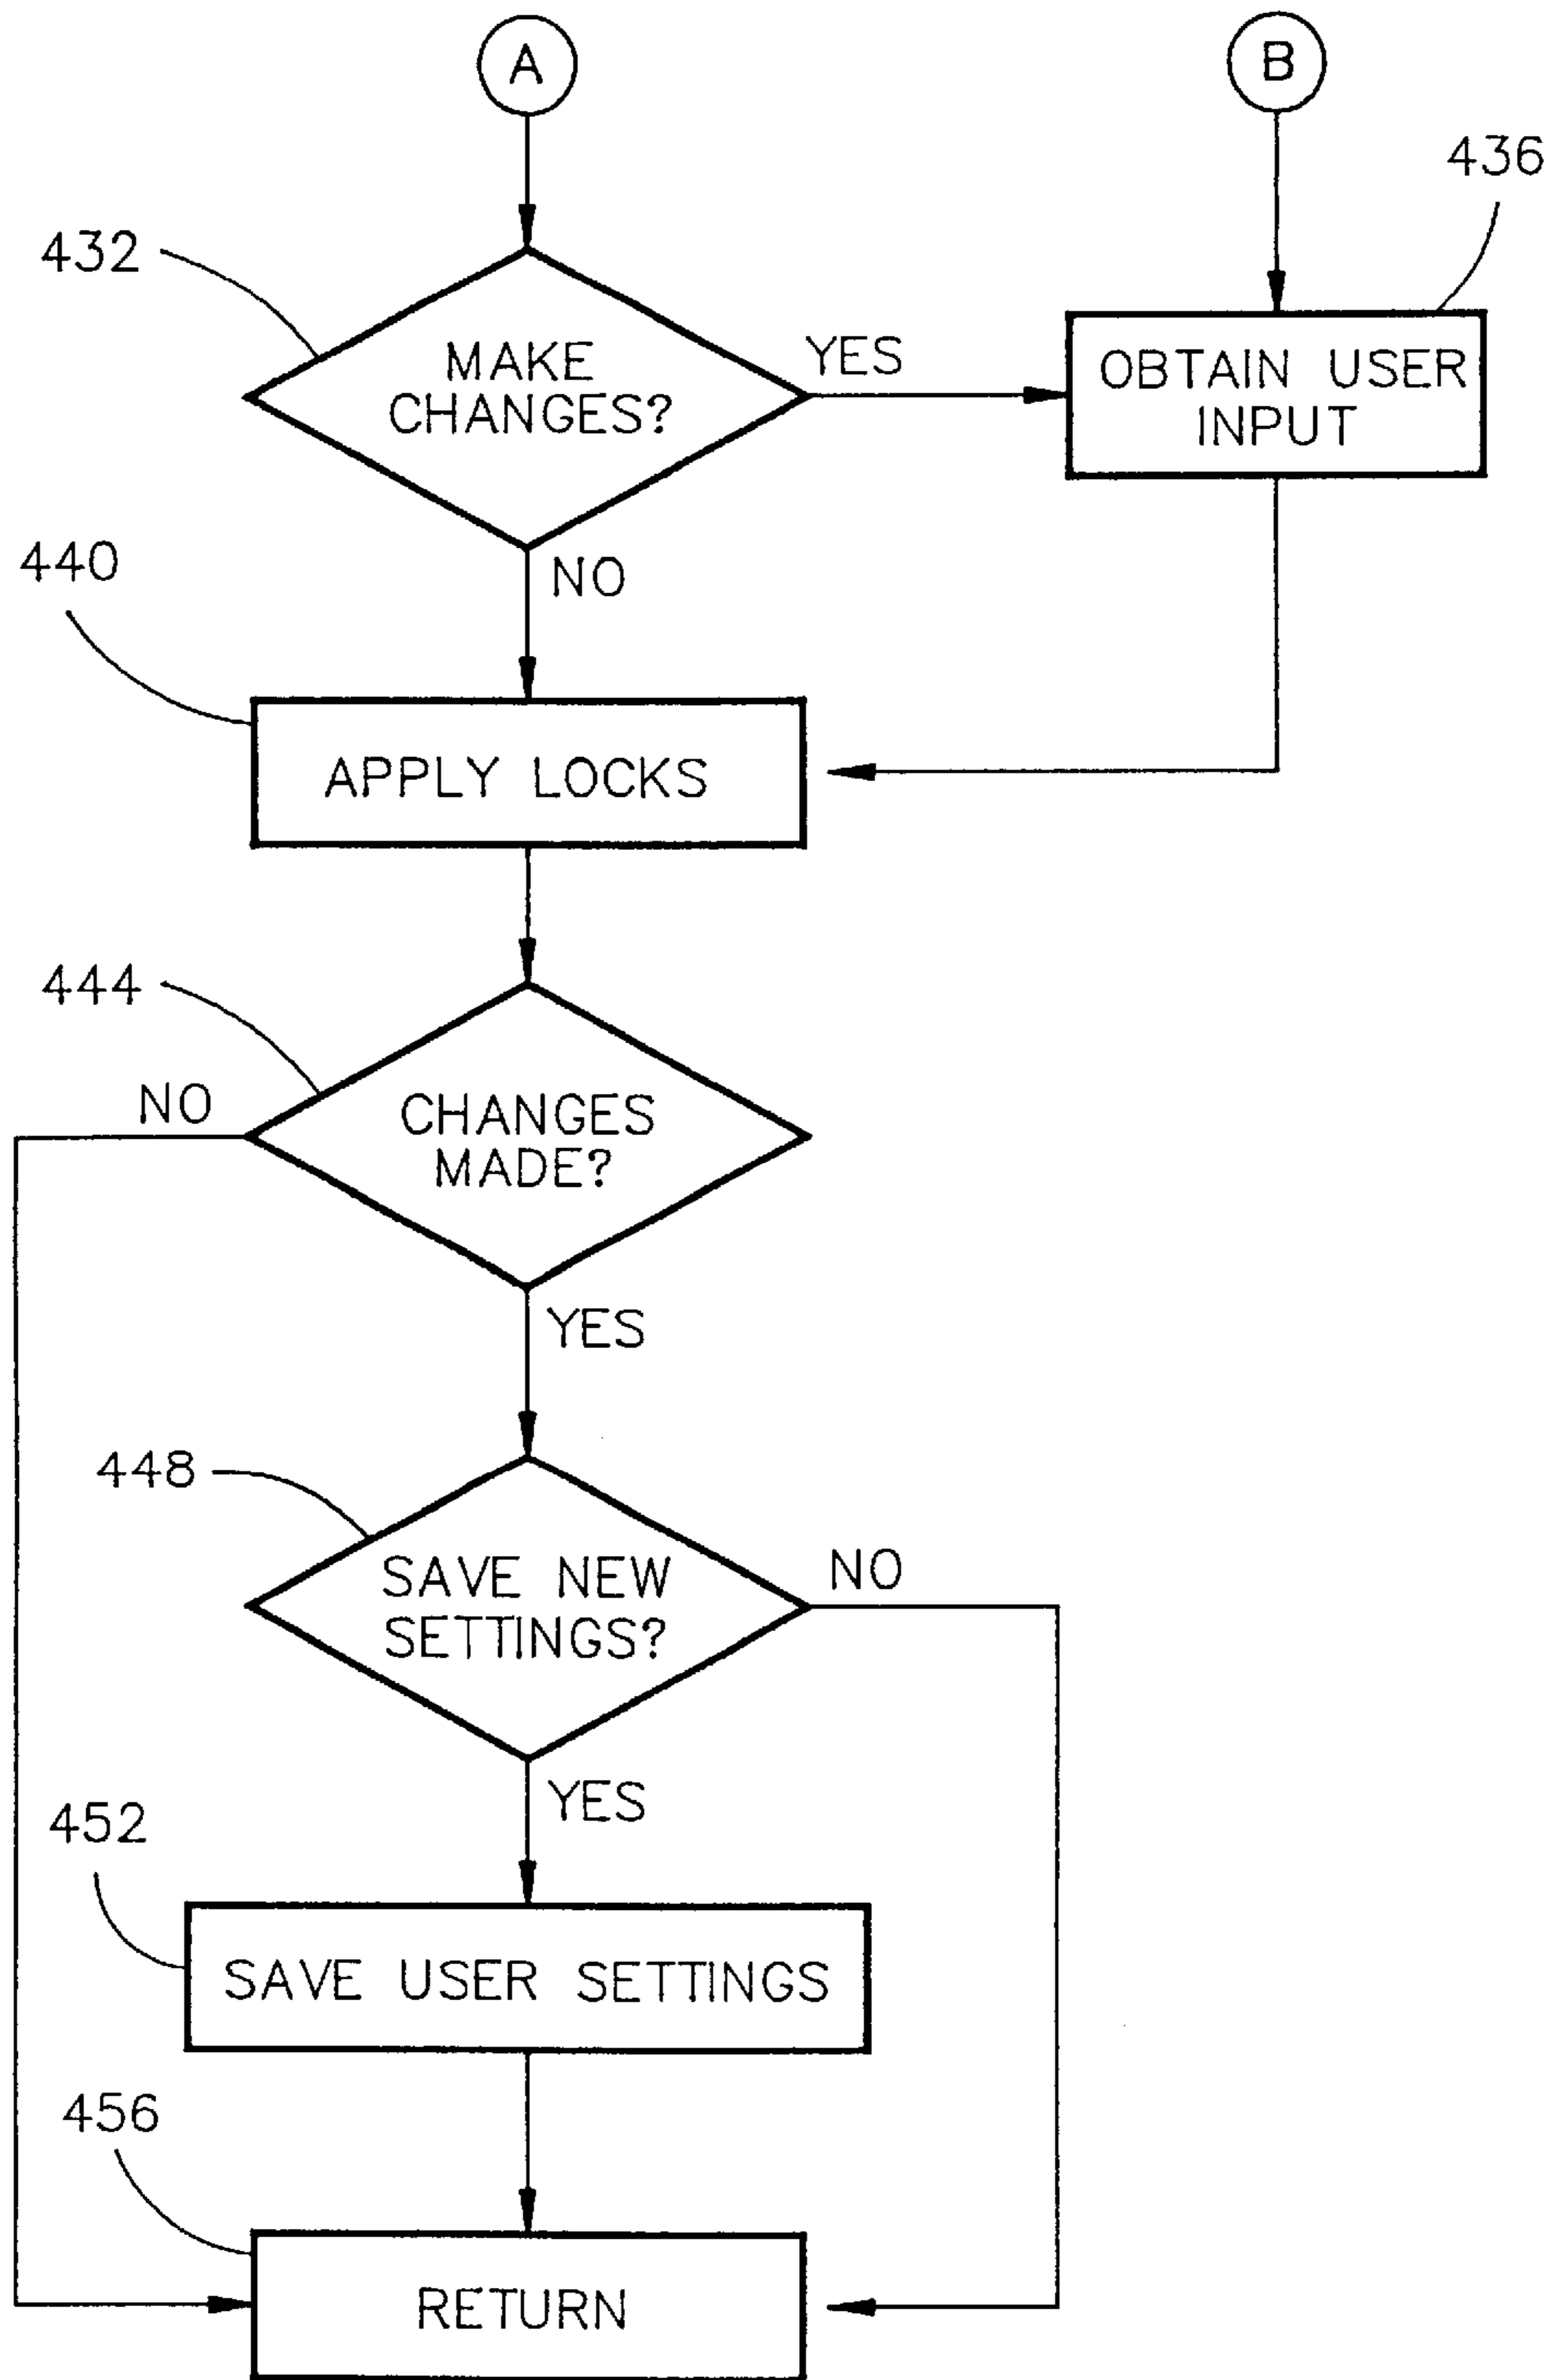 A
B
436
432
MAKE
CHANGES?
YES
OBTAIN USER
INPUT
NO
440
APPLY LOCKS
444
NO
CHANGES
MADE?
YES
448
SAVE NEW
SETTINGS?
NO
YES
452
SAVE USER SETTINGS
456
RETURN